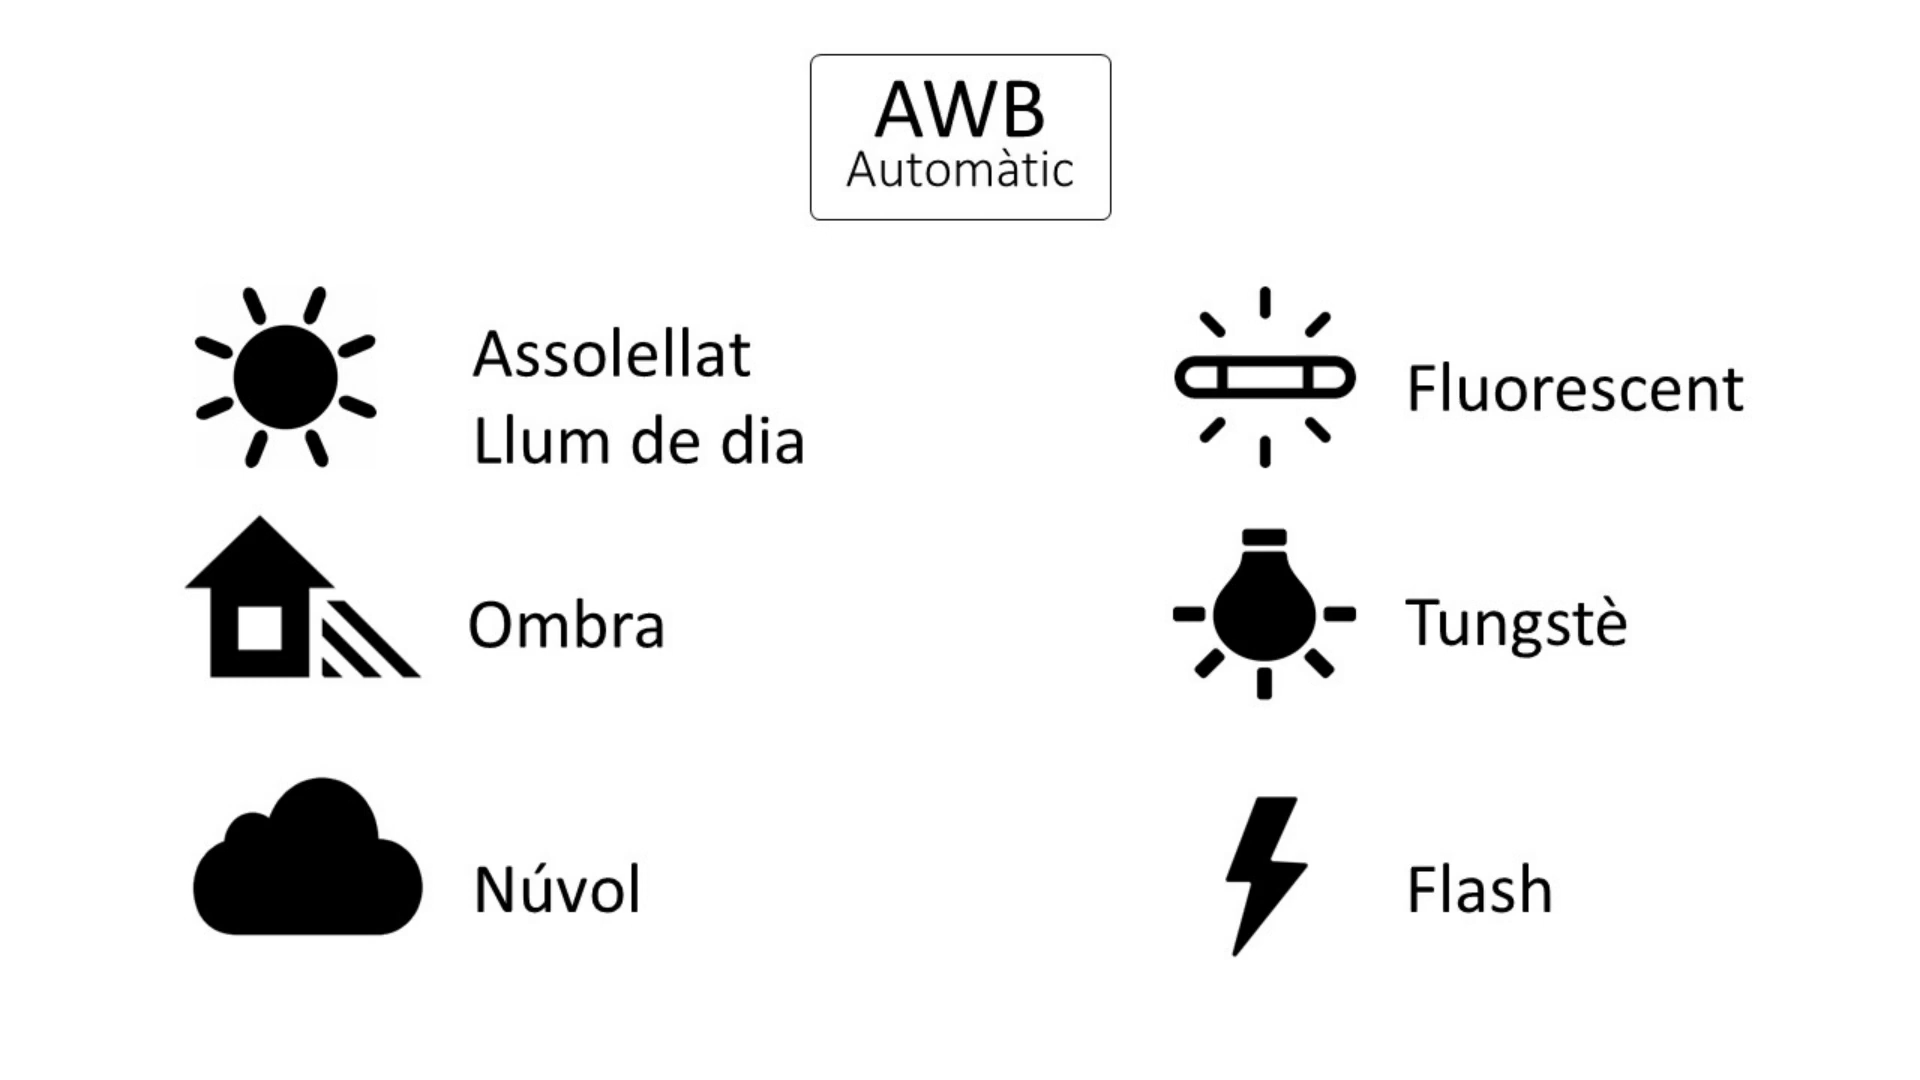 AWB
Automàtic
Assolellat
Llum de dia
Ombra
Núvol
Fluorescent
Tungstè
Flash